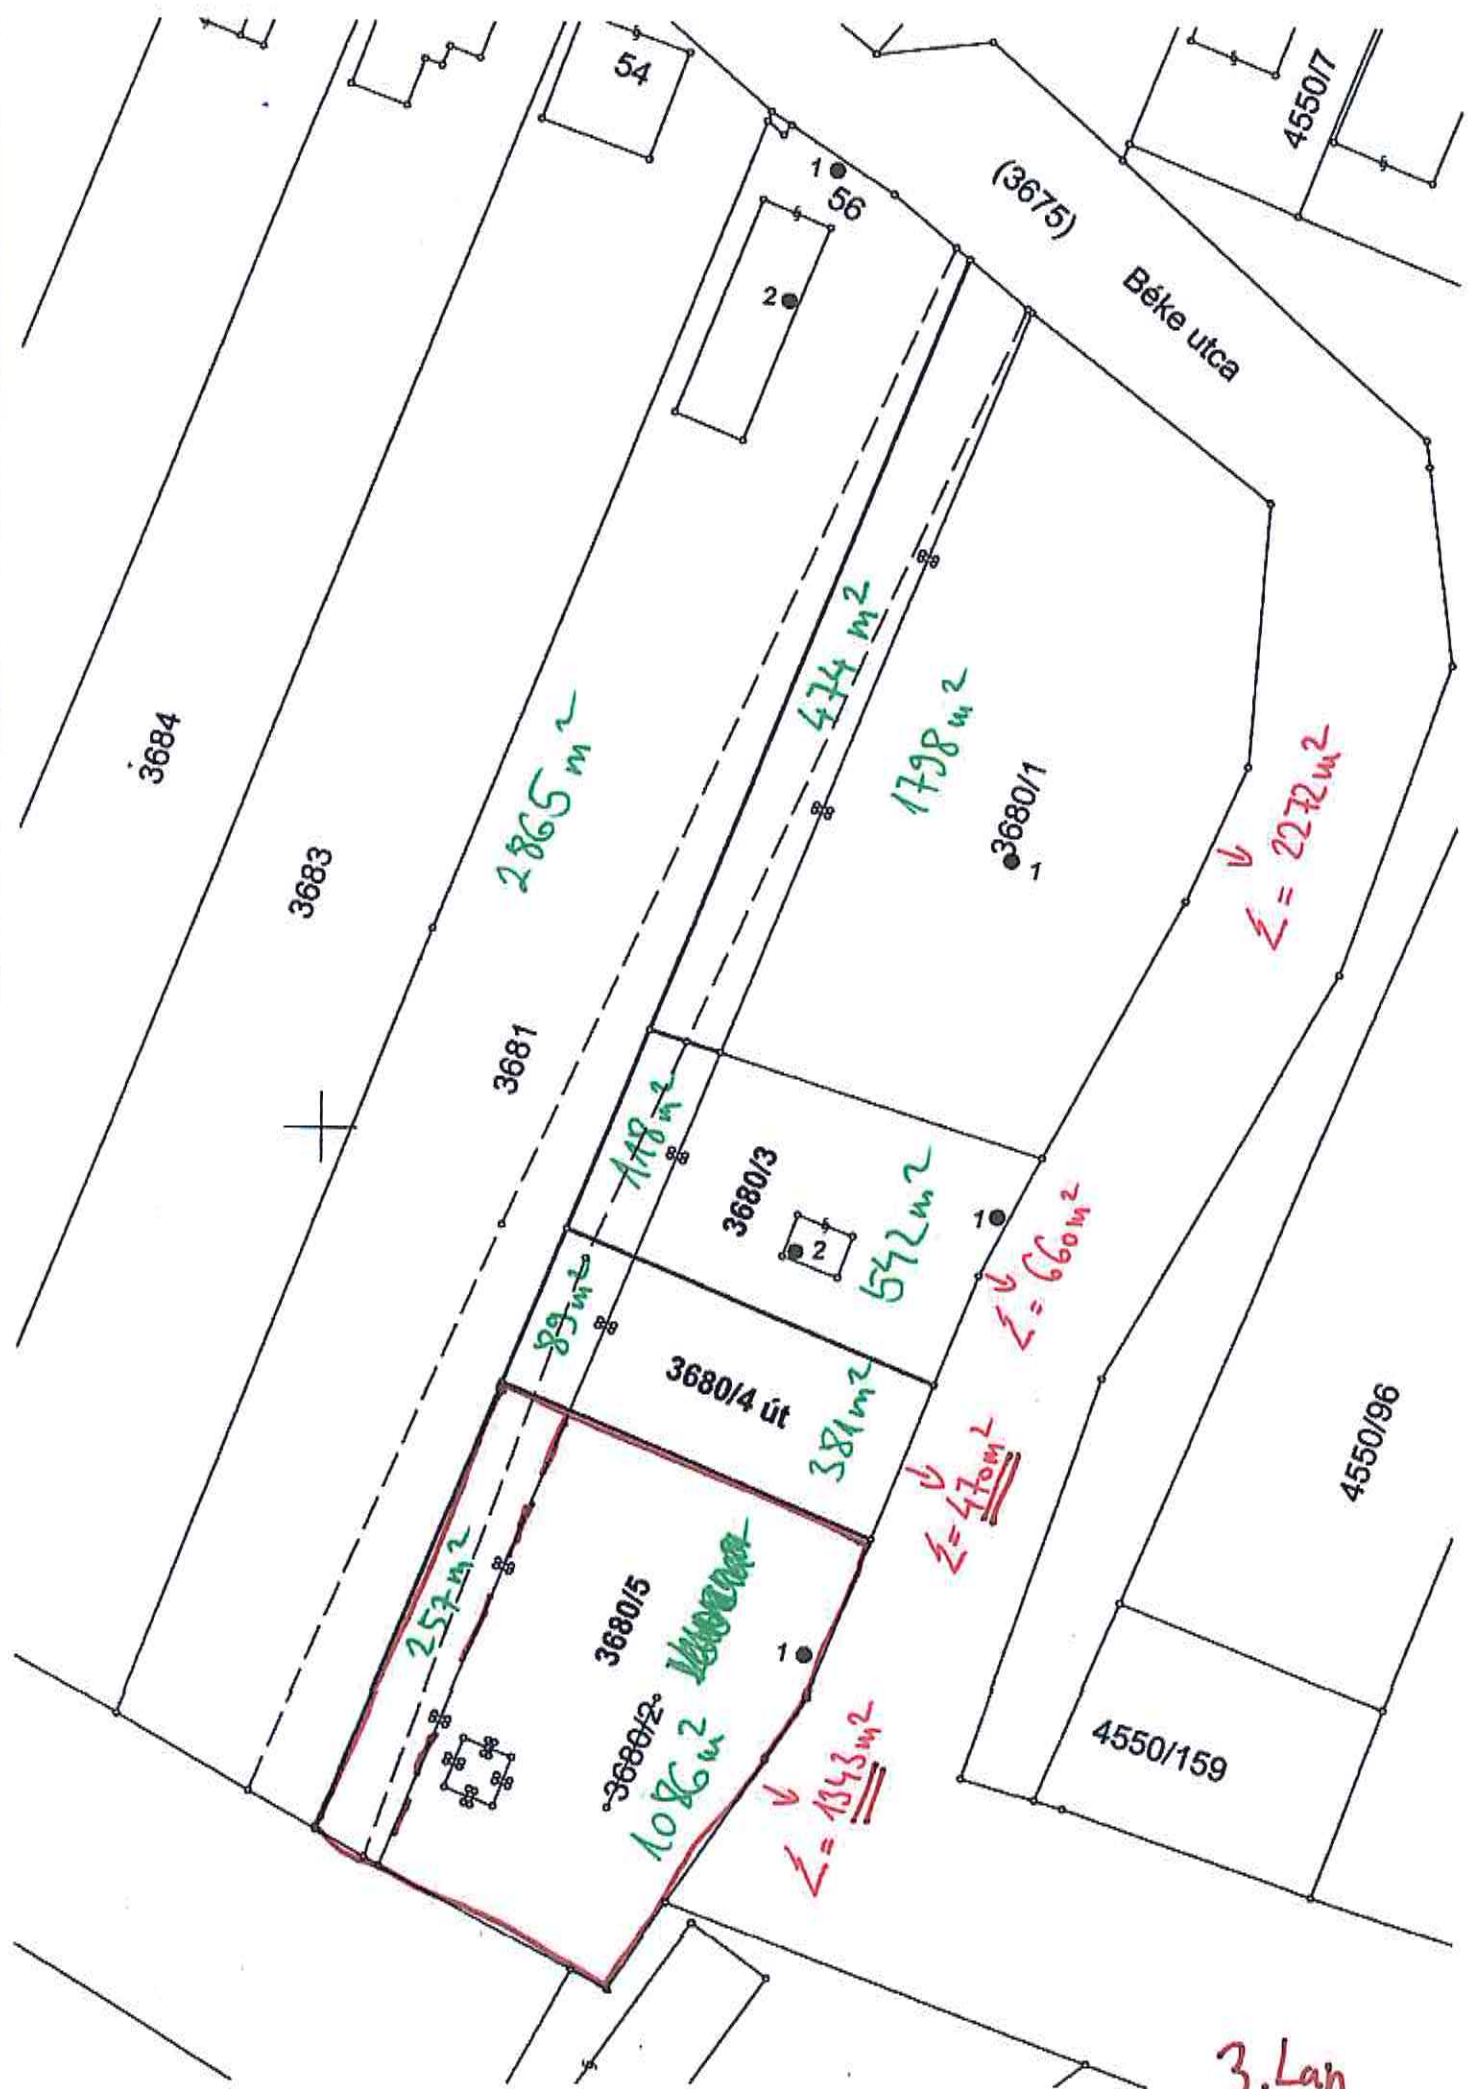 54
1
56
2
(3675)
4550/7
Béke utca
3684
3683
2865 m²
474 m²
1798 m²
3680/1
1
Σ = 2272 m²
3681
118 m²
3680/3
2
542 m²
1
Σ = 660 m²
89 m²
3680/4 út
381 m²
Σ = 470 m²
4550/96
257 m²
3680/5
1
3680/2
1086 m²
Σ = 1343 m²
4550/159
3. Lap